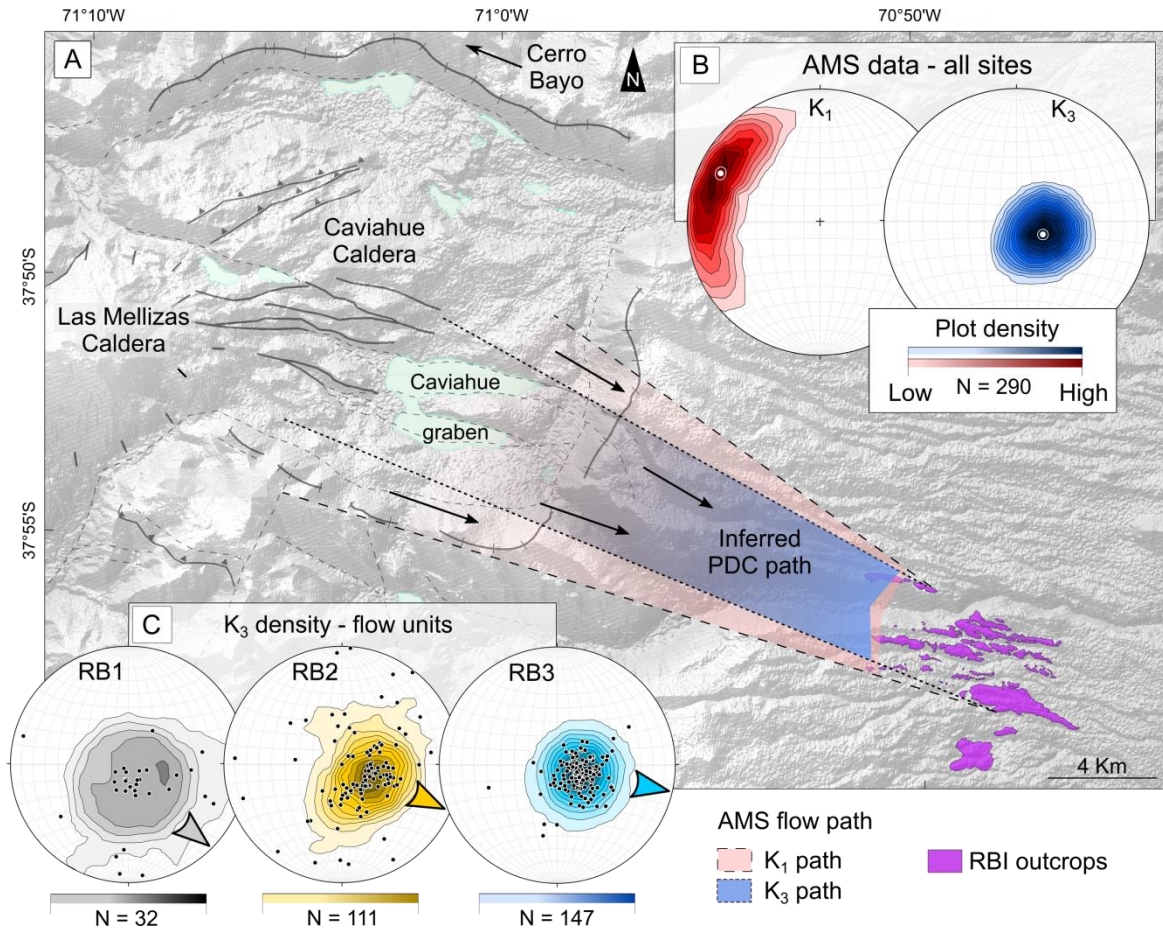 71°10'W
71°0'W
70°50'W
A
Cerro
Bayo
N
B
AMS data - all sites
K₁
K₃
Plot density
Low
N = 290
High
37°50'S
Caviahue
Caldera
Las Mellizas
Caldera
Caviahue
graben
37°55'S
Inferred
PDC path
C
K₃ density - flow units
RB1
RB2
RB3
N = 32
N = 111
N = 147
4 Km
AMS flow path
K₁ path
K₃ path
RBI outcrops